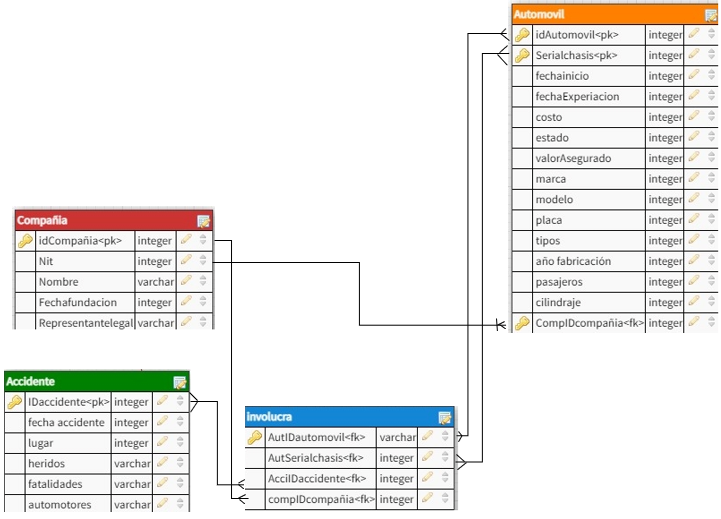 Automovil
idAutomovil<pk> integer
Serialchasis<pk> integer
fechainicio integer
fechaExperiacion integer
costo integer
estado integer
valorAsegurado integer
marca integer
modelo integer
placa integer
tipos integer
año fabricación integer
pasajeros integer
cilindraje integer
CompIDcompañia<fk> integer
Compañia
idCompañia<pk> integer
Nit integer
Nombre varchar
Fechafundacion integer
Representantelegal varchar
Accidente
IDaccidente<pk> integer
fecha accidente integer
lugar integer
heridos varchar
fatalidades varchar
automotores varchar
involucra
AutIDautomovil<fk> varchar
AutSerialchasis<fk> integer
AcciIDaccidente<fk> integer
compIDcompañia<fk> integer